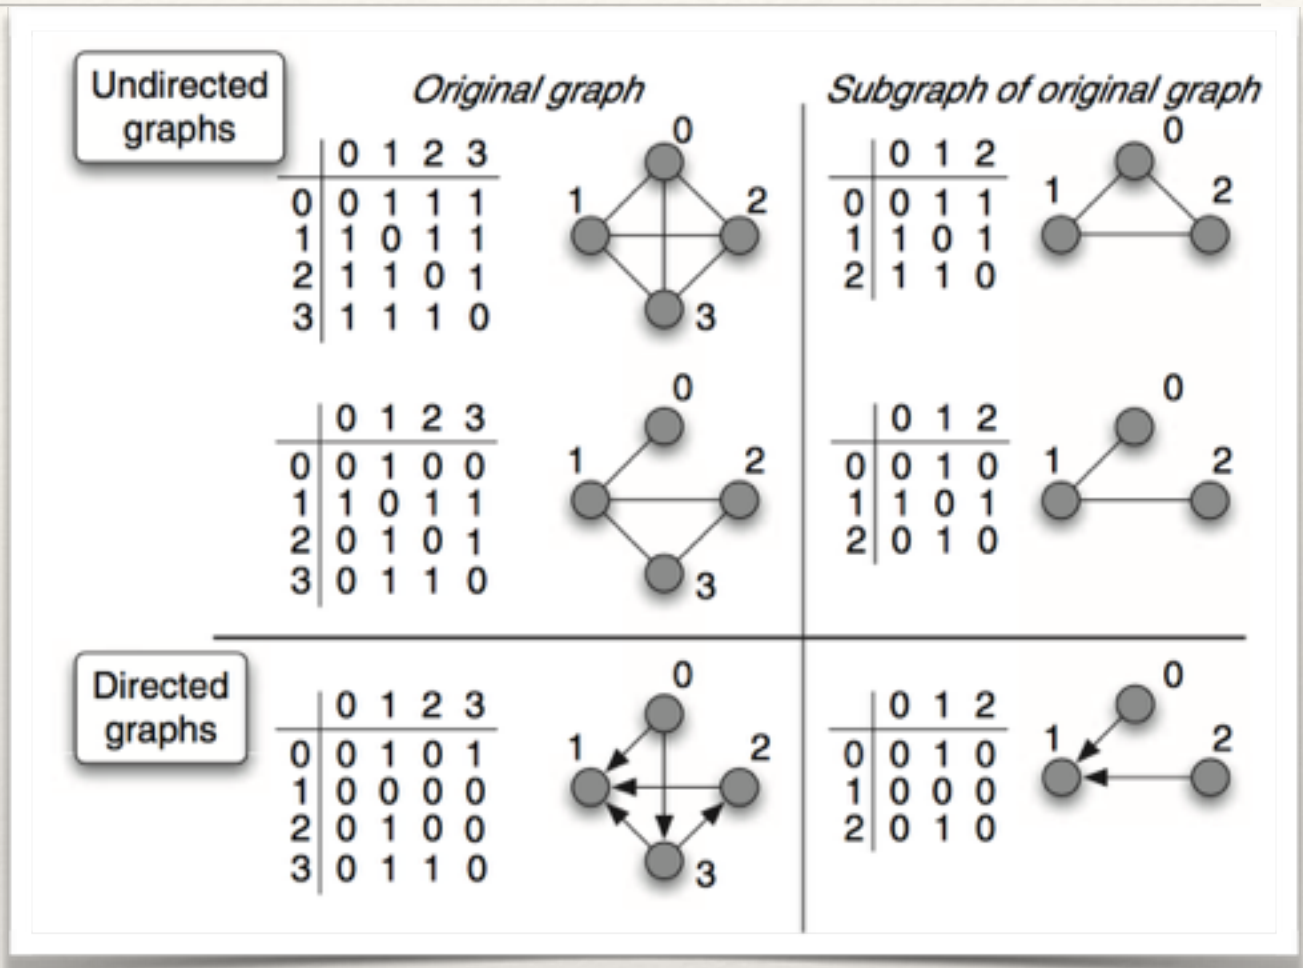 Undirected
graphs
Original graph
Subgraph of original graph
0 1 2 3
0 0 1 1 1
1 1 0 1 1
2 1 1 0 1
3 1 1 1 0
0
1 2
3
0 1 2
0 0 1 1
1 1 0 1
2 1 1 0
0
1 2
0 1 2 3
0 0 1 0 0
1 1 0 1 1
2 0 1 0 1
3 0 1 1 0
0
1 2
3
0 1 2
0 0 1 0
1 1 0 1
2 0 1 0
0
1 2
Directed
graphs
0 1 2 3
0 0 1 0 1
1 0 0 0 0
2 0 1 0 0
3 0 1 1 0
0
1 2
3
0 1 2
0 0 1 0
1 0 0 0
2 0 1 0
0
1 2